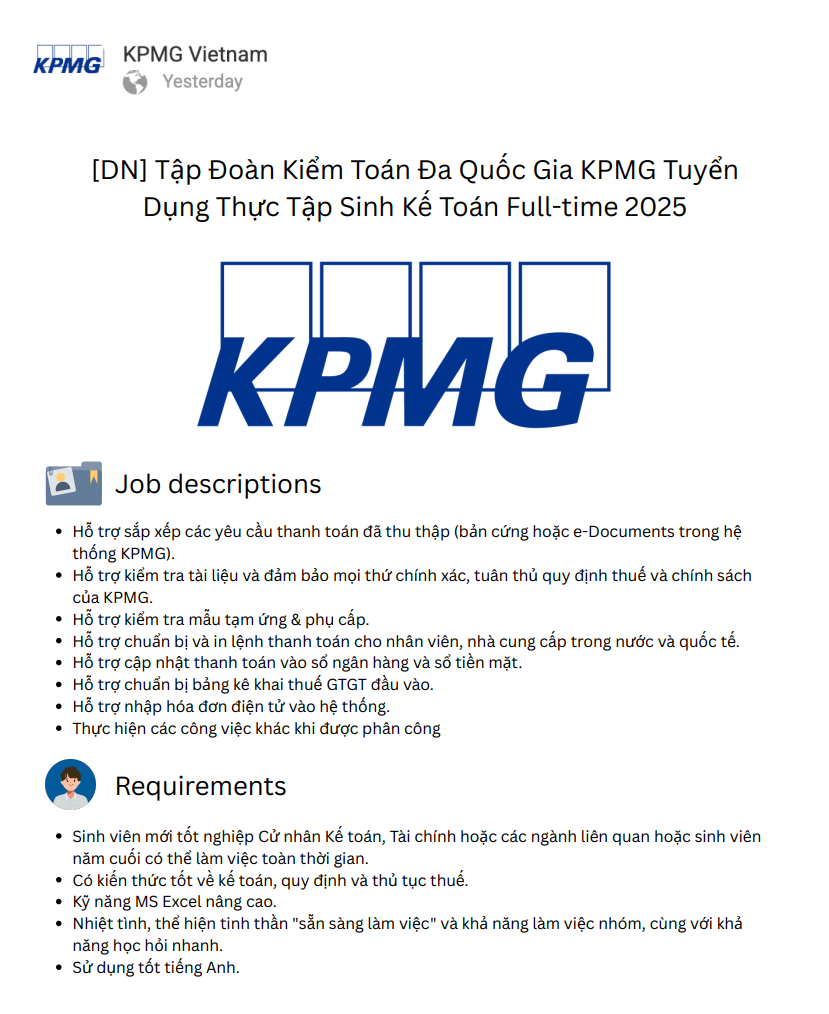 KPMG
KPMG Vietnam
Yesterday
[DN] Tập Đoàn Kiểm Toán Đa Quốc Gia KPMG Tuyển
Dụng Thực Tập Sinh Kế Toán Full-time 2025
KPMG
Job descriptions
• Hỗ trợ sắp xếp các yêu cầu thanh toán đã thu thập (bản cứng hoặc e-Documents trong hệ
thống KPMG).
• Hỗ trợ kiểm tra tài liệu và đảm bảo mọi thứ chính xác, tuân thủ quy định thuế và chính sách
của KPMG.
• Hỗ trợ kiểm tra mẫu tạm ứng & phụ cấp.
• Hỗ trợ chuẩn bị và in lệnh thanh toán cho nhân viên, nhà cung cấp trong nước và quốc tế.
• Hỗ trợ cập nhật thanh toán vào sổ ngân hàng và sổ tiền mặt.
• Hỗ trợ chuẩn bị bảng kê khai thuế GTGT đầu vào.
• Hỗ trợ nhập hóa đơn điện tử vào hệ thống.
• Thực hiện các công việc khác khi được phân công
Requirements
• Sinh viên mới tốt nghiệp Cử nhân Kế toán, Tài chính hoặc các ngành liên quan hoặc sinh viên
năm cuối có thể làm việc toàn thời gian.
• Có kiến thức tốt về kế toán, quy định và thủ tục thuế.
• Kỹ năng MS Excel nâng cao.
• Nhiệt tình, thể hiện tinh thần "sẵn sàng làm việc" và khả năng làm việc nhóm, cùng với khả
năng học hỏi nhanh.
• Sử dụng tốt tiếng Anh.